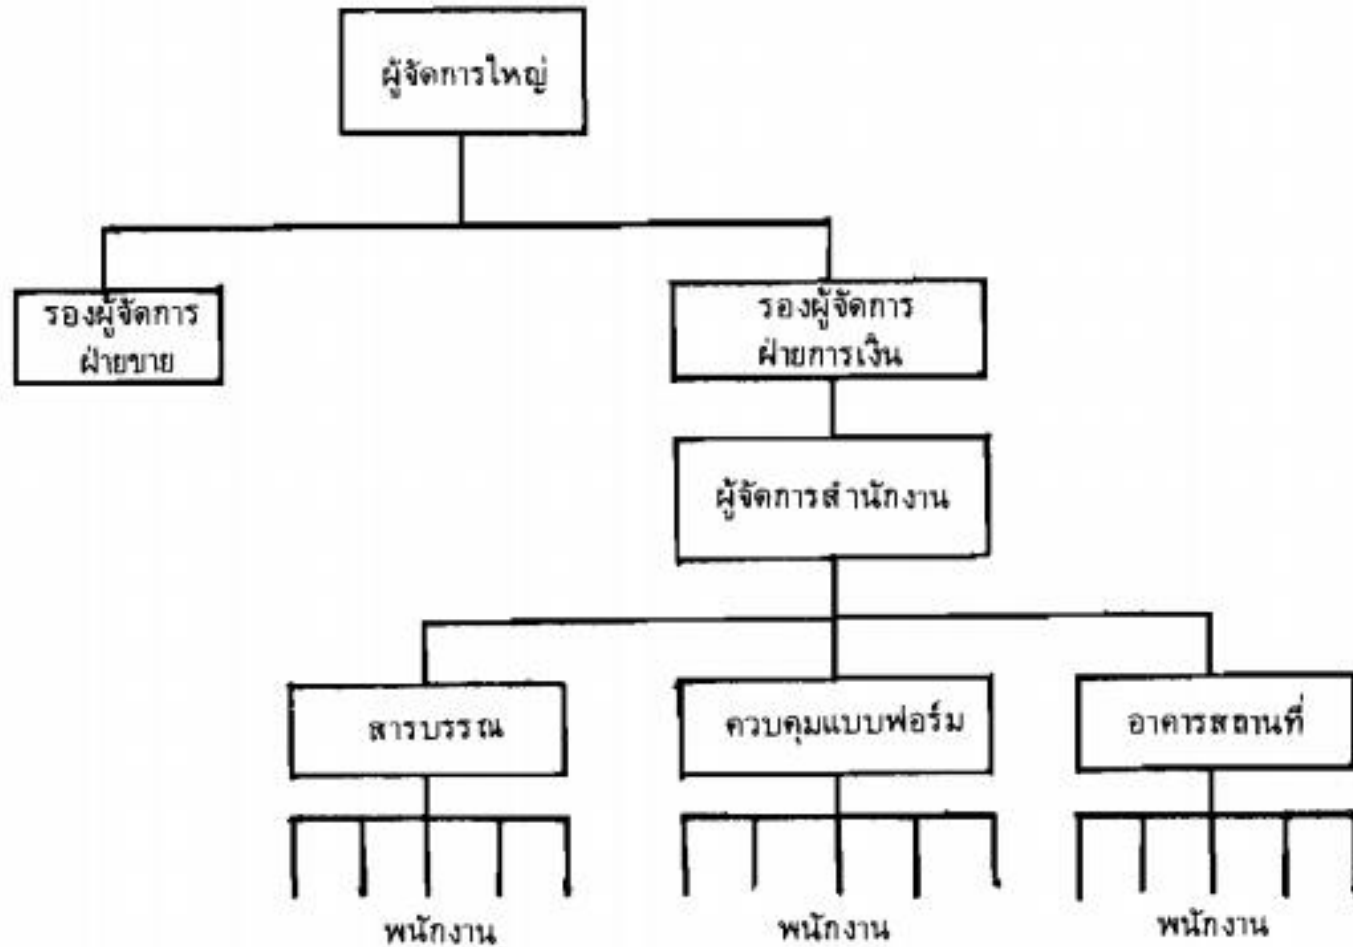 ผู้จัดการใหญ่
รองผู้จัดการ
ฝ่ายขาย
รองผู้จัดการ
ฝ่ายการเงิน
ผู้จัดการสำนักงาน
สารบรรณ
ควบคุมแบบฟอร์ม
อาคารสถานที่
พนักงาน
พนักงาน
พนักงาน